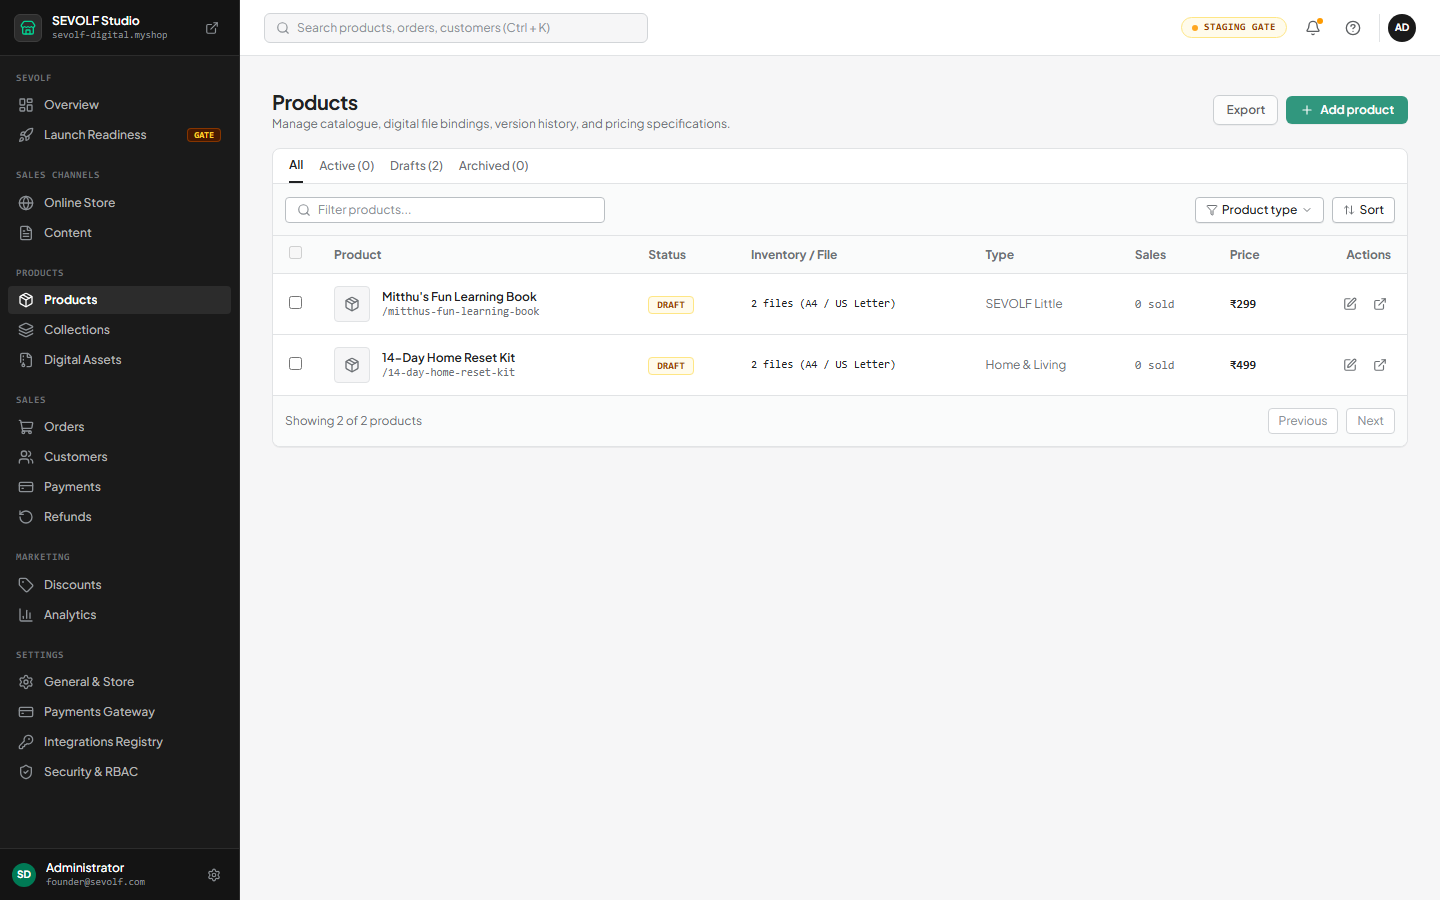 SEVOLF Studio
sevolf-digital.myshop
SEVOLF
Overview
Launch Readiness GATE
SALES CHANNELS
Online Store
Content
PRODUCTS
Products
Collections
Digital Assets
SALES
Orders
Customers
Payments
Refunds
MARKETING
Discounts
Analytics
SETTINGS
General & Store
Payments Gateway
Integrations Registry
Security & RBAC
SD Administrator
founder@sevolf.com
Search products, orders, customers (Ctrl + K)
STAGING GATE
AD
Products
Manage catalogue, digital file bindings, version history, and pricing specifications.
Export
Add product
All Active (0) Drafts (2) Archived (0)
Filter products...
Product type
Sort
Product Status Inventory / File Type Sales Price Actions
Mitthu's Fun Learning Book
/mitthus-fun-learning-book
DRAFT 2 files (A4 / US Letter) SEVOLF Little 0 sold ₹299
14-Day Home Reset Kit
/14-day-home-reset-kit
DRAFT 2 files (A4 / US Letter) Home & Living 0 sold ₹499
Showing 2 of 2 products
Previous Next